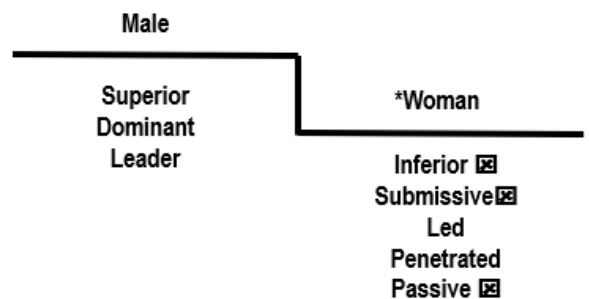 Male
Superior
Dominant
Leader
*Woman
Inferior
Submissive
Led
Penetrated
Passive